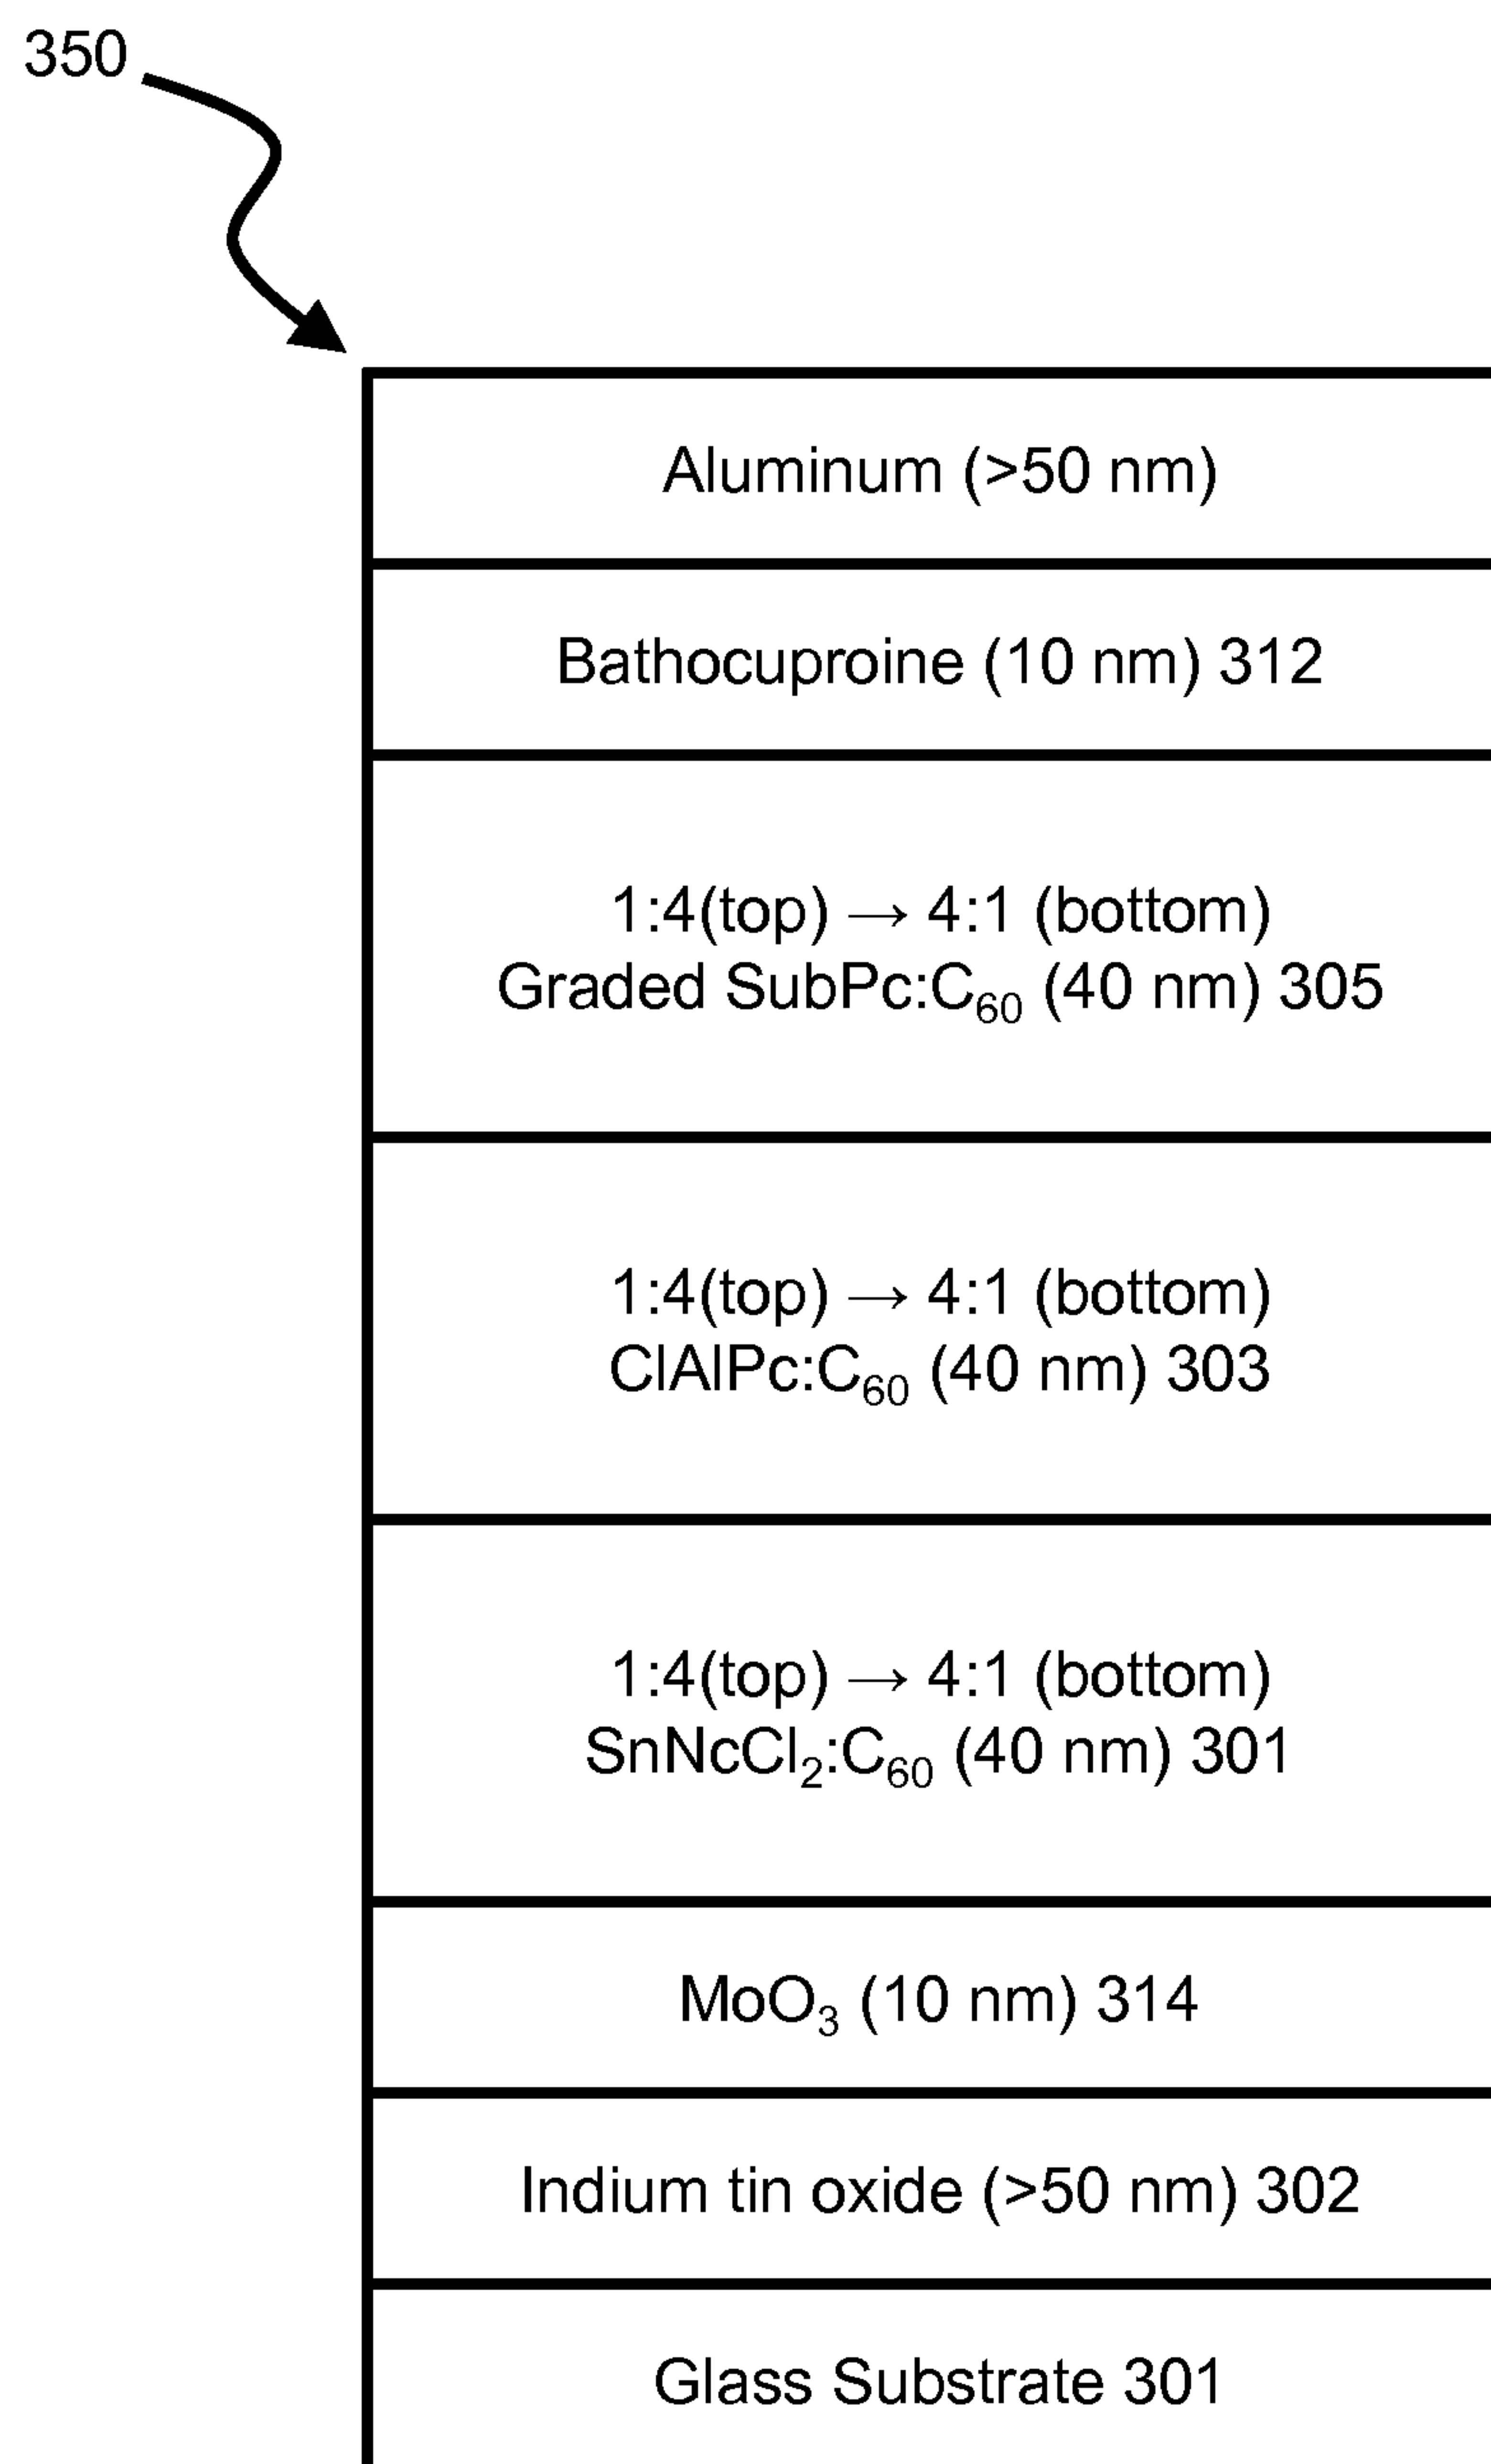 350
Aluminum (>50 nm)
Bathocuproine (10 nm) 312
1:4(top) → 4:1 (bottom)
Graded SubPc:C₆₀ (40 nm) 305
1:4(top) → 4:1 (bottom)
ClAlPc:C₆₀ (40 nm) 303
1:4(top) → 4:1 (bottom)
SnNcCl₂:C₆₀ (40 nm) 301
MoO₃ (10 nm) 314
Indium tin oxide (>50 nm) 302
Glass Substrate 301